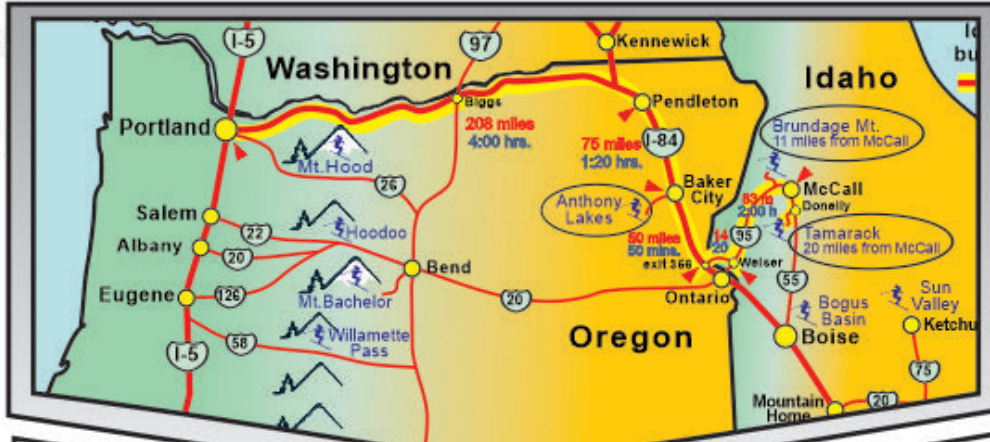 I-5
97
Kennewick
Washington
Idaho
Biggs
Pendleton
Portland
208 miles
4:00 hrs.
75 miles
1:20 hrs.
I-84
Brundage Mt.
11 miles from McCall
Mt.Hood
26
Baker
City
McCall
Donelly
Anthony
Lakes
83 m
2:00 h
Salem
22
Hoodoo
Albany
20
50 miles
50 mins.
14
20
95
Tamarack
20 miles from McCall
exit 366
Weiser
Bend
Eugene
126
Mt.Bachelor
20
Ontario
55
Sun
Valley
Bogus
Basin
Oregon
Boise
Ketchu
I-5
58
Willamette
Pass
75
Mountain
Home
20